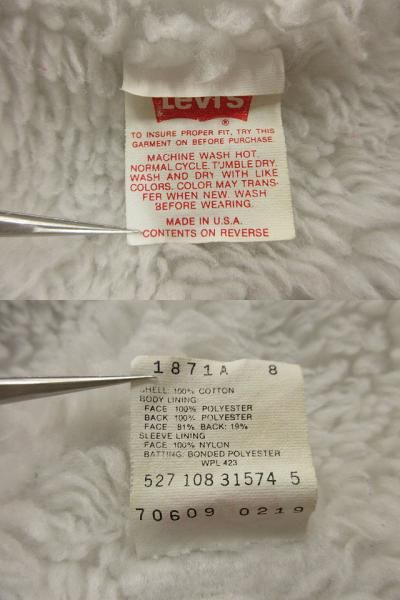 Levi's
®
TO INSURE PROPER FIT, TRY THIS
GARMENT ON BEFORE PURCHASE.
MACHINE WASH HOT.
NORMAL CYCLE. TUMBLE DRY.
WASH AND DRY WITH LIKE
COLORS. COLOR MAY TRANS-
FER WHEN NEW. WASH
BEFORE WEARING.
MADE IN U.S.A.
CONTENTS ON REVERSE
1871A 8
SHELL: 100% COTTON
BODY LINING:
FACE 100% POLYESTER
BACK 100% POLYESTER
FACE: 81% BACK: 19%
SLEEVE LINING
FACE 100% NYLON
BATTING: BONDED POLYESTER
WPL 423
527 108 31574 5
70609 0219